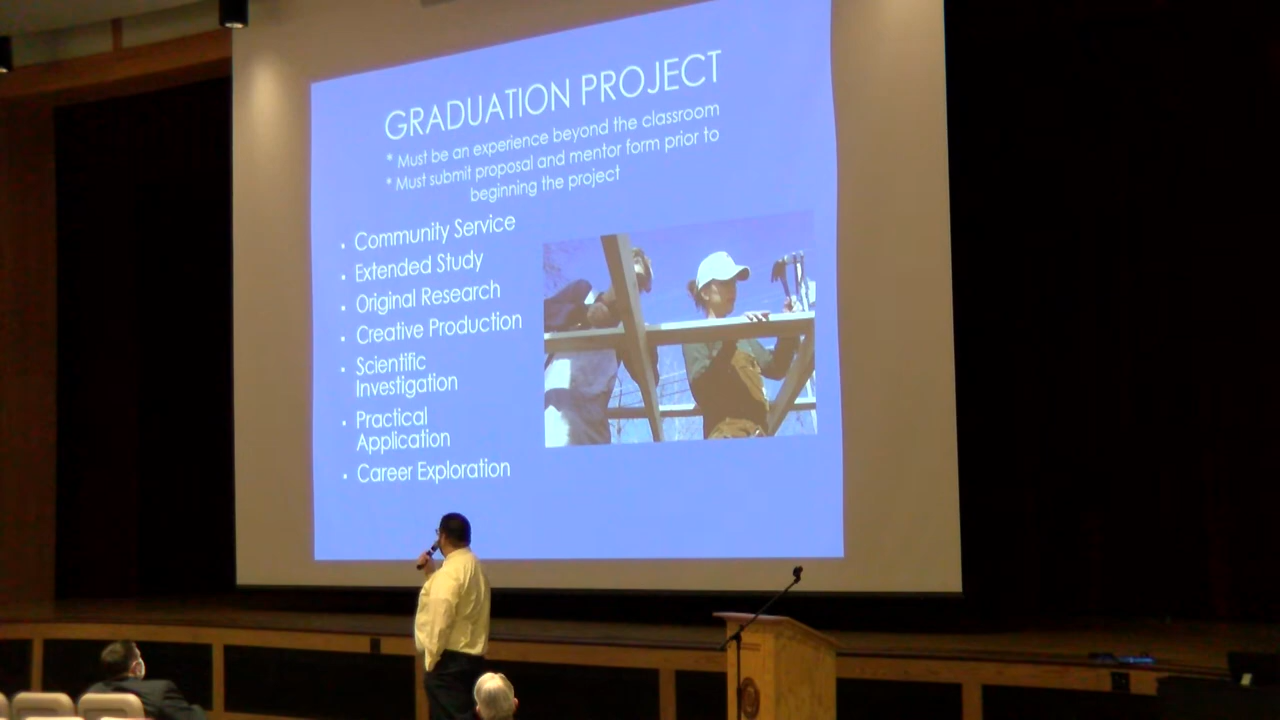 GRADUATION PROJECT
* Must be an experience beyond the classroom
* Must submit proposal and mentor form prior to
beginning the project
• Community Service
• Extended Study
• Original Research
• Creative Production
• Scientific
Investigation
• Practical
Application
• Career Exploration